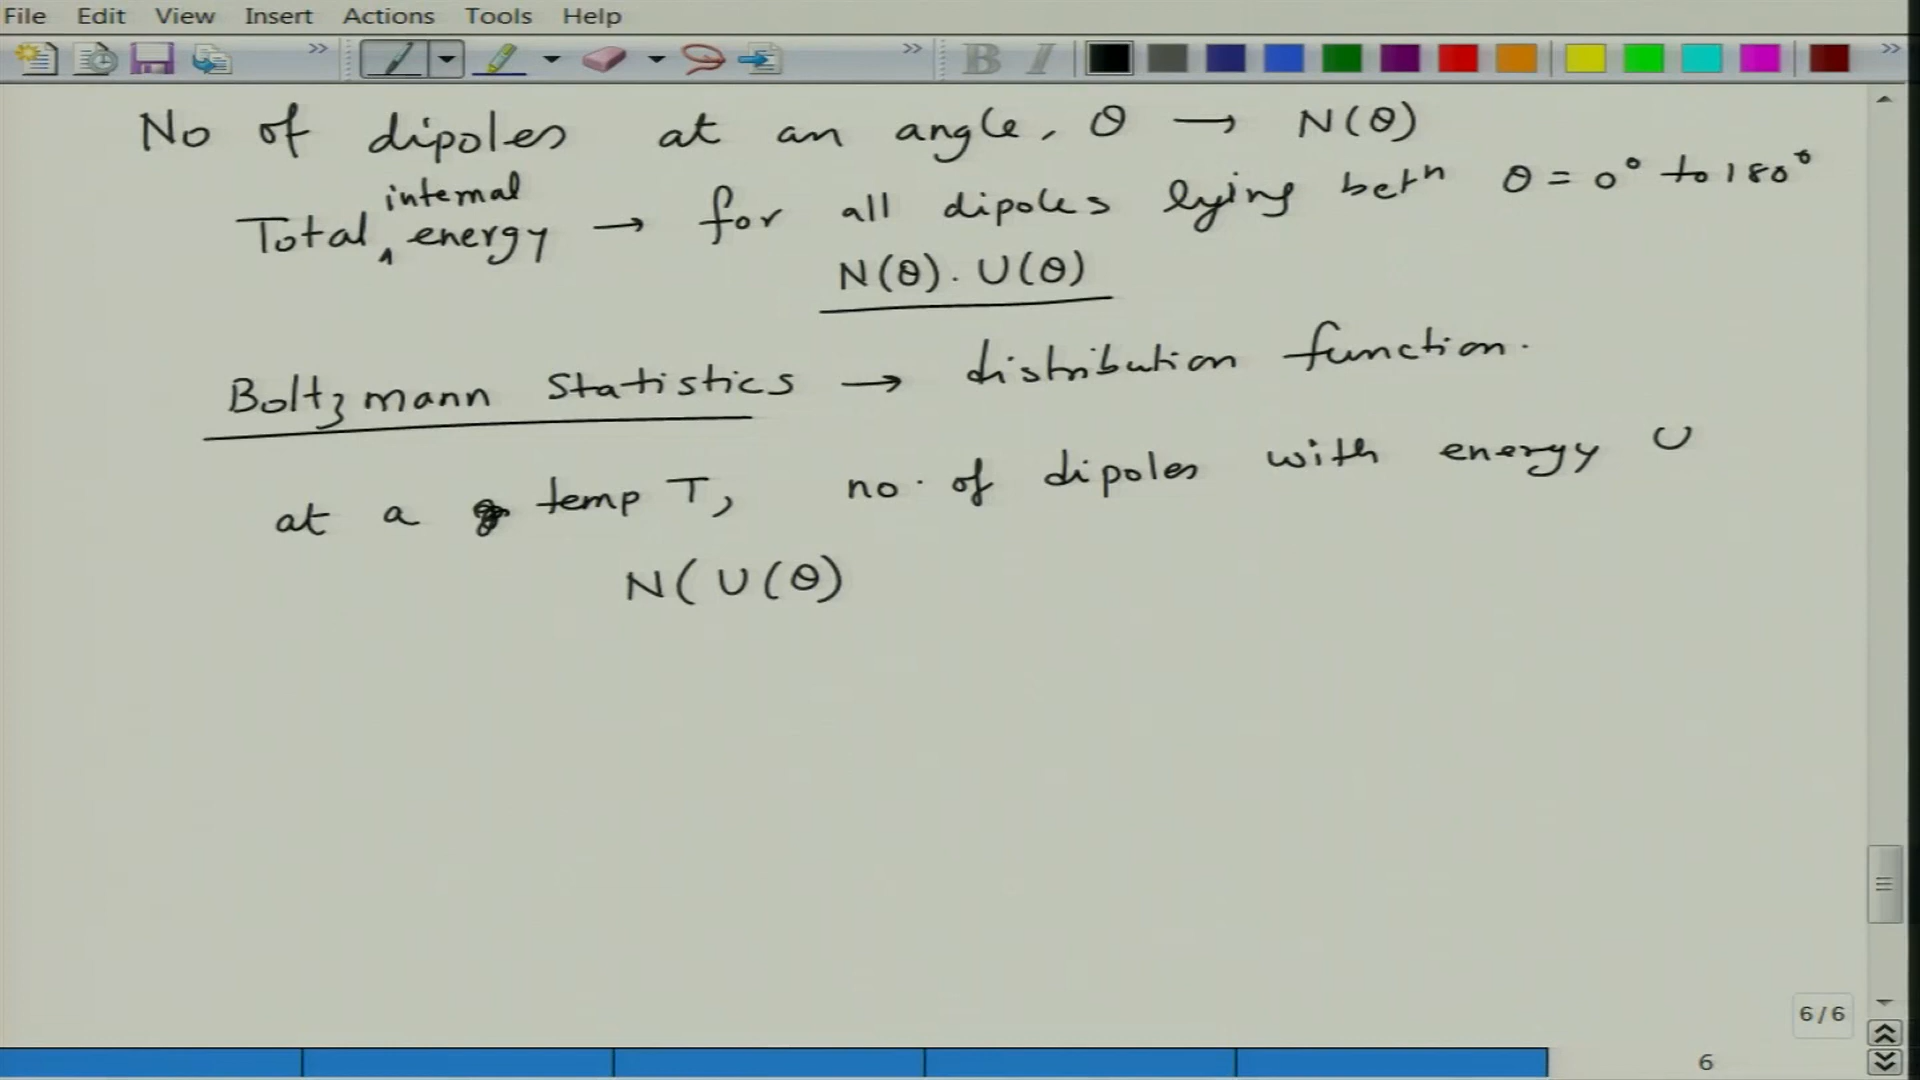 File Edit View Insert Actions Tools Help
B I
No of dipoles at an angle, θ → N(θ)
Total internal energy → for all dipoles lying betn θ = 0° to 180°
N(θ). U(θ)
Boltzmann Statistics → distribution function.
at a temp T, no. of dipoles with energy U
N(U(θ)
6/6
6